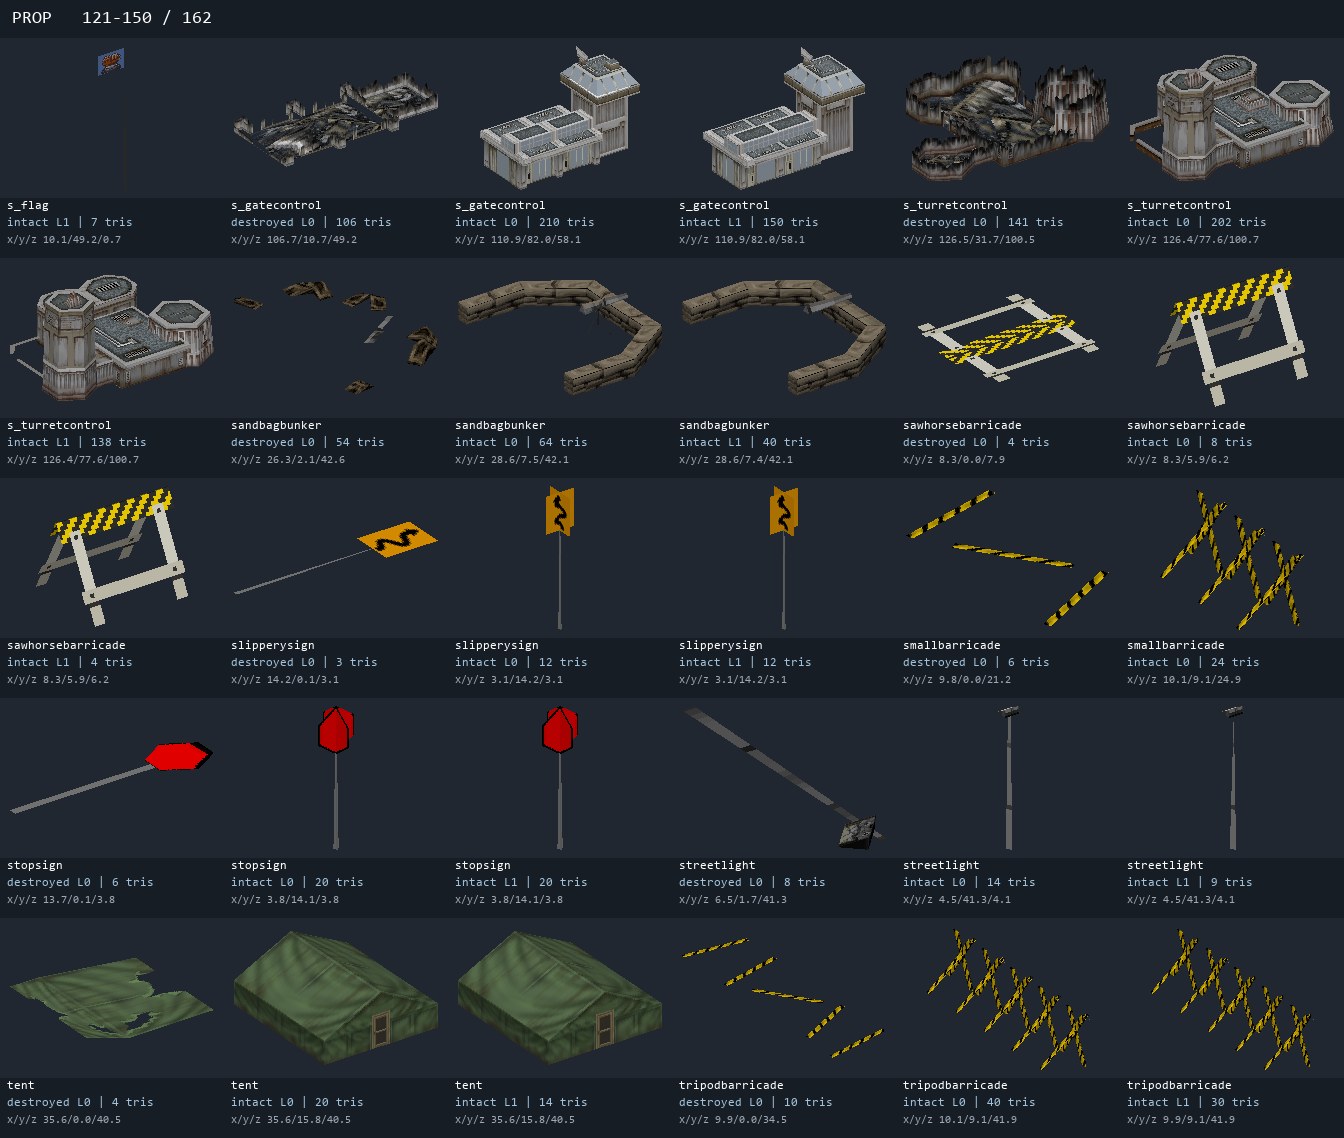 PROP 121-150 / 162
s_flag
intact L1 | 7 tris
x/y/z 10.1/49.2/0.7
s_gatecontrol
destroyed L0 | 106 tris
x/y/z 106.7/10.7/49.2
s_gatecontrol
intact L0 | 210 tris
x/y/z 110.9/82.0/58.1
s_gatecontrol
intact L1 | 150 tris
x/y/z 110.9/82.0/58.1
s_turretcontrol
destroyed L0 | 141 tris
x/y/z 126.5/31.7/100.5
s_turretcontrol
intact L0 | 202 tris
x/y/z 126.4/77.6/100.7
s_turretcontrol
intact L1 | 138 tris
x/y/z 126.4/77.6/100.7
sandbagbunker
destroyed L0 | 54 tris
x/y/z 26.3/2.1/42.6
sandbagbunker
intact L0 | 64 tris
x/y/z 28.6/7.5/42.1
sandbagbunker
intact L1 | 40 tris
x/y/z 28.6/7.4/42.1
sawhorsebarricade
destroyed L0 | 4 tris
x/y/z 8.3/0.0/7.9
sawhorsebarricade
intact L0 | 8 tris
x/y/z 8.3/5.9/6.2
sawhorsebarricade
intact L1 | 4 tris
x/y/z 8.3/5.9/6.2
slipperysign
destroyed L0 | 3 tris
x/y/z 14.2/0.1/3.1
slipperysign
intact L0 | 12 tris
x/y/z 3.1/14.2/3.1
slipperysign
intact L1 | 12 tris
x/y/z 3.1/14.2/3.1
smallbarricade
destroyed L0 | 6 tris
x/y/z 9.8/0.0/21.2
smallbarricade
intact L0 | 24 tris
x/y/z 10.1/9.1/24.9
stopsign
destroyed L0 | 6 tris
x/y/z 13.7/0.1/3.8
stopsign
intact L0 | 20 tris
x/y/z 3.8/14.1/3.8
stopsign
intact L1 | 20 tris
x/y/z 3.8/14.1/3.8
streetlight
destroyed L0 | 8 tris
x/y/z 6.5/1.7/41.3
streetlight
intact L0 | 14 tris
x/y/z 4.5/41.3/4.1
streetlight
intact L1 | 9 tris
x/y/z 4.5/41.3/4.1
tent
destroyed L0 | 4 tris
x/y/z 35.6/0.0/40.5
tent
intact L0 | 20 tris
x/y/z 35.6/15.8/40.5
tent
intact L1 | 14 tris
x/y/z 35.6/15.8/40.5
tripodbarricade
destroyed L0 | 10 tris
x/y/z 9.9/0.0/34.5
tripodbarricade
intact L0 | 40 tris
x/y/z 10.1/9.1/41.9
tripodbarricade
intact L1 | 30 tris
x/y/z 9.9/9.1/41.9